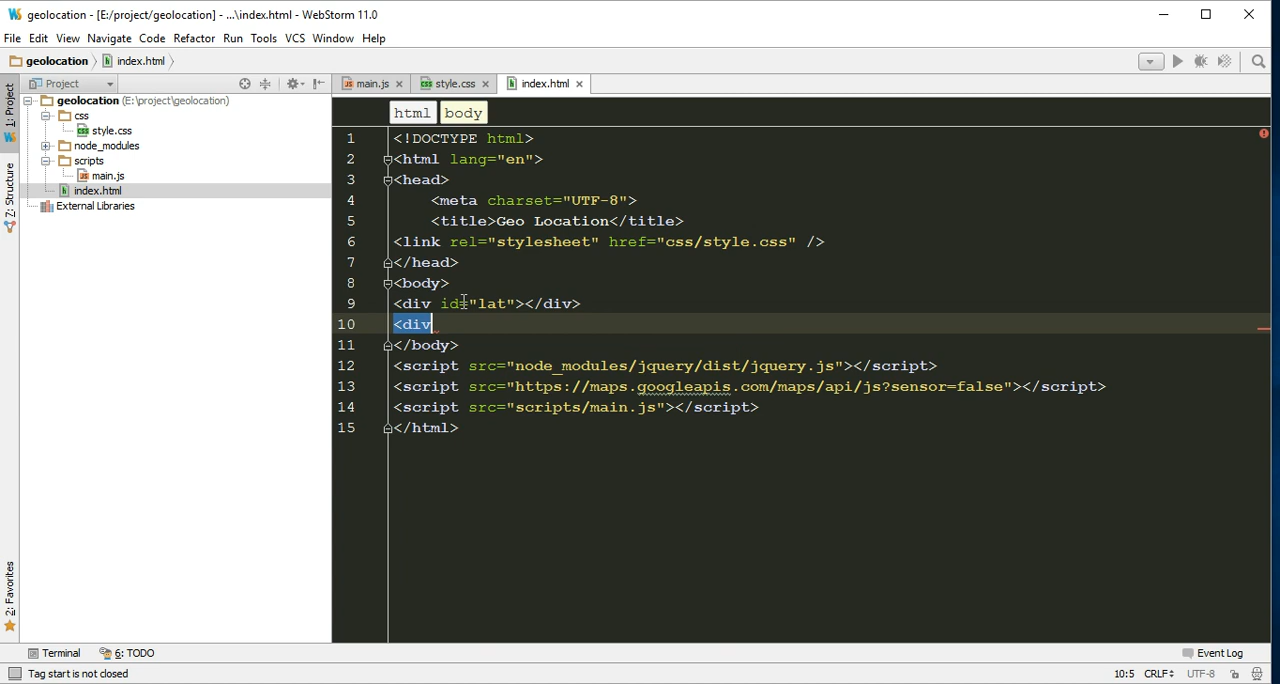 geolocation - [E:/project/geolocation] - ...\index.html - WebStorm 11.0
File Edit View Navigate Code Refactor Run Tools VCS Window Help
geolocation index.html
Project
main.js style.css index.html
1: Project
7: Structure
2: Favorites
geolocation (E:\project\geolocation)
css
style.css
node_modules
scripts
main.js
index.html
External Libraries
html body
1 <!DOCTYPE html>
2 <html lang="en">
3 <head>
4 <meta charset="UTF-8">
5 <title>Geo Location</title>
6 <link rel="stylesheet" href="css/style.css" />
7 </head>
8 <body>
9 <div id="lat"></div>
10 <div
11 </body>
12 <script src="node_modules/jquery/dist/jquery.js"></script>
13 <script src="https://maps.googleapis.com/maps/api/js?sensor=false"></script>
14 <script src="scripts/main.js"></script>
15 </html>
Terminal 6: TODO Event Log
Tag start is not closed 10:5 CRLF UTF-8